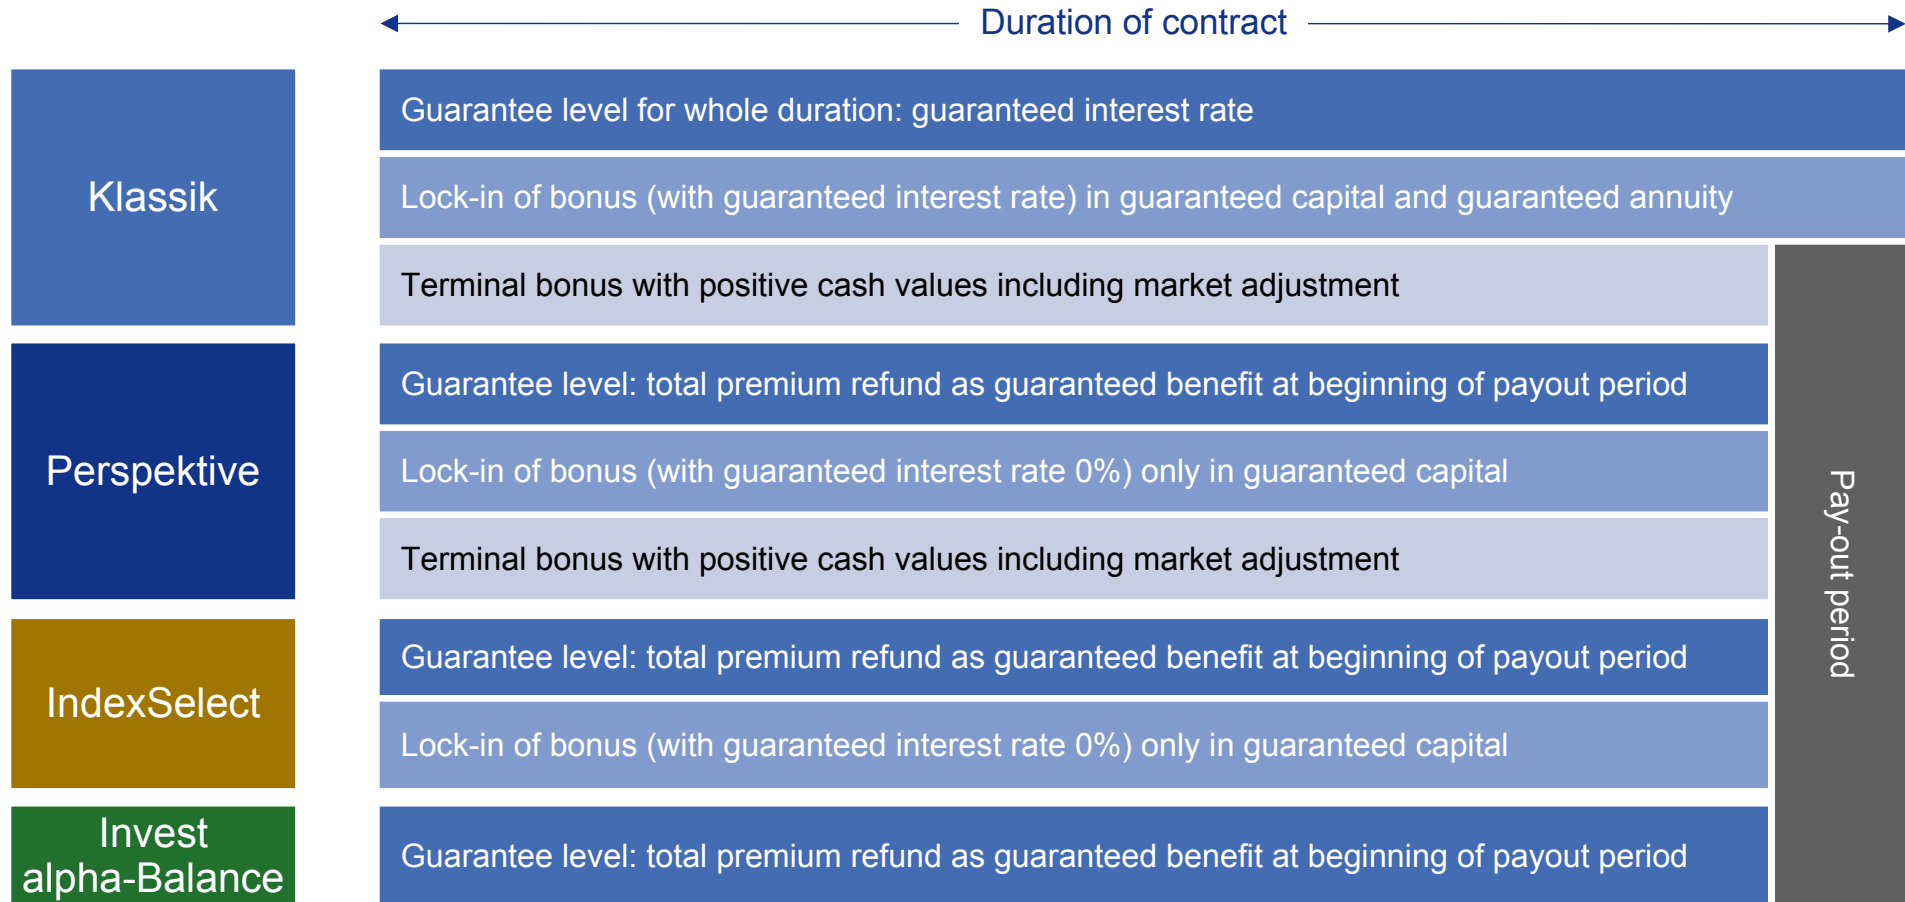 Duration of contract
Klassik
Guarantee level for whole duration: guaranteed interest rate
Lock-in of bonus (with guaranteed interest rate) in guaranteed capital and guaranteed annuity
Terminal bonus with positive cash values including market adjustment
Perspektive
Guarantee level: total premium refund as guaranteed benefit at beginning of payout period
Lock-in of bonus (with guaranteed interest rate 0%) only in guaranteed capital
Terminal bonus with positive cash values including market adjustment
IndexSelect
Guarantee level: total premium refund as guaranteed benefit at beginning of payout period
Lock-in of bonus (with guaranteed interest rate 0%) only in guaranteed capital
Invest
alpha-Balance
Guarantee level: total premium refund as guaranteed benefit at beginning of payout period
Pay-out period